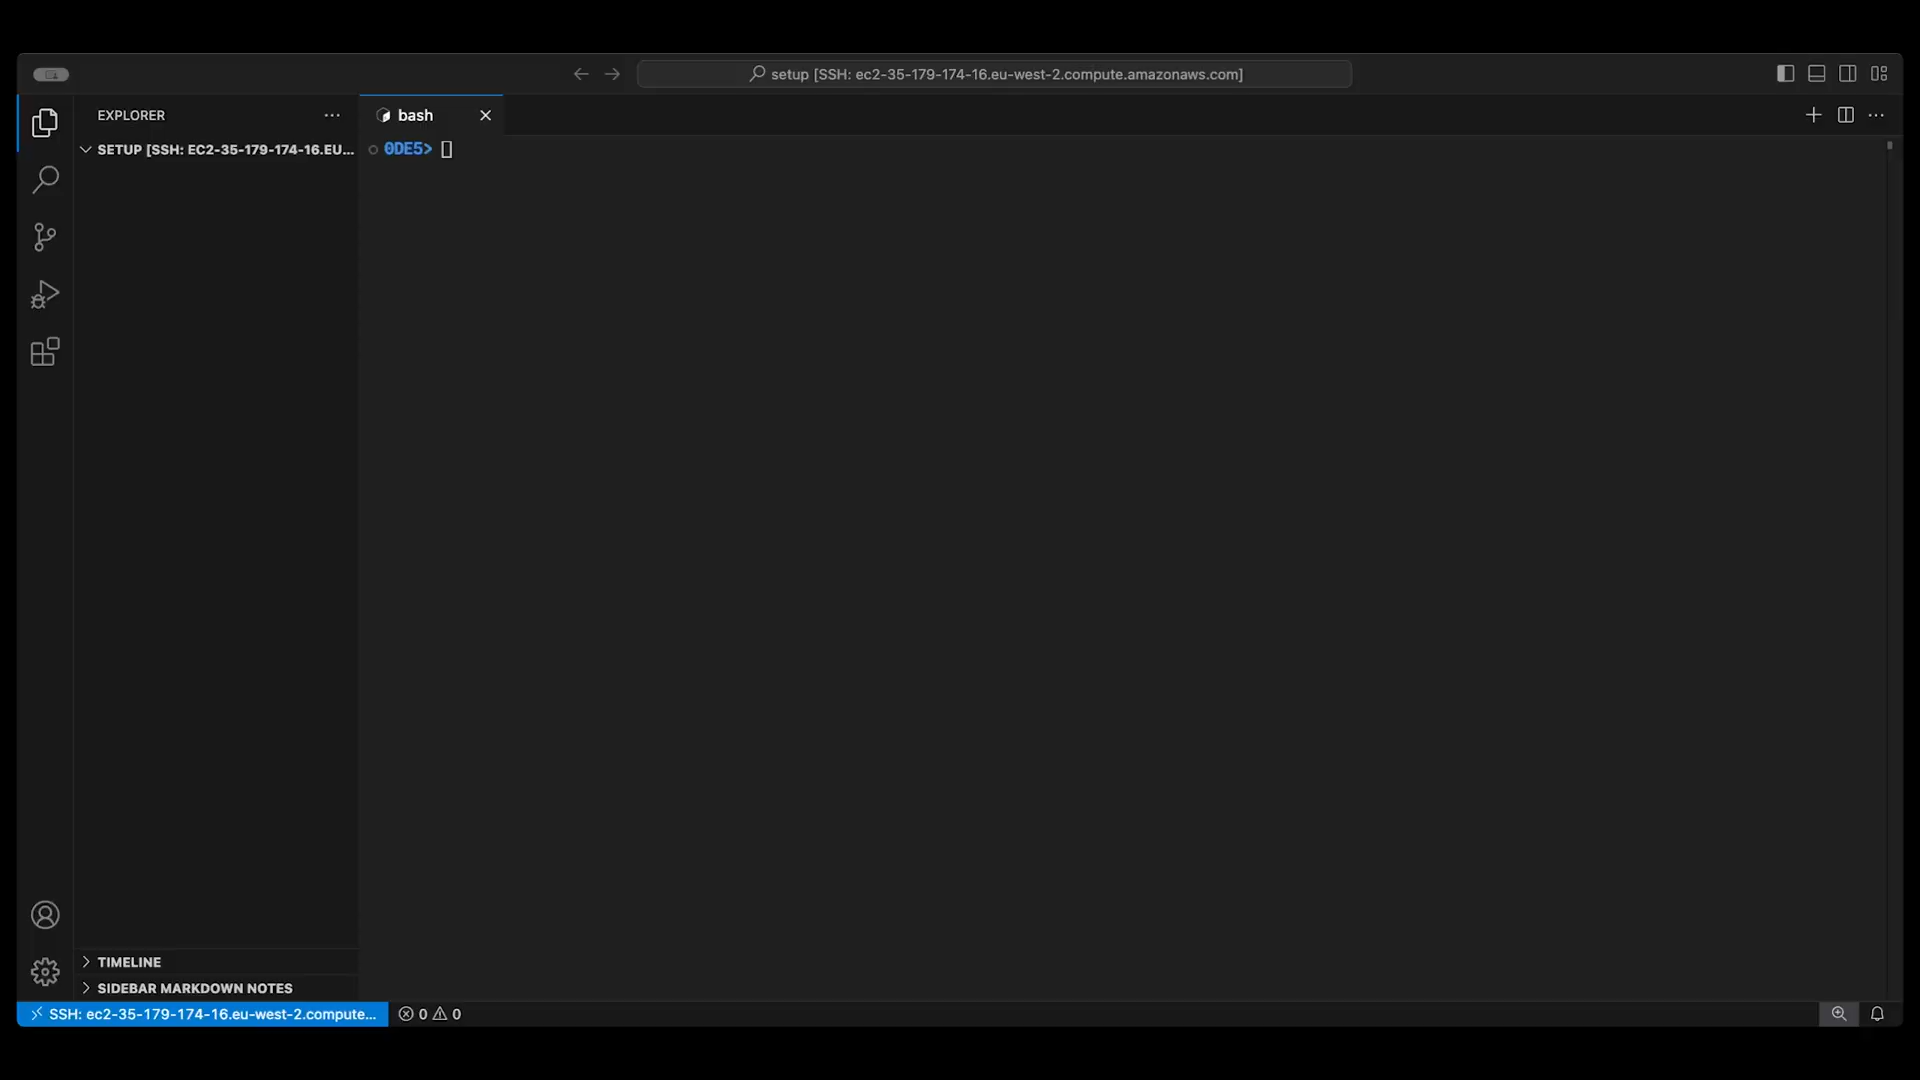 setup [SSH: ec2-35-179-174-16.eu-west-2.compute.amazonaws.com]
EXPLORER
bash
SETUP [SSH: EC2-35-179-174-16.EU...
0DE5>
TIMELINE
SIDEBAR MARKDOWN NOTES
SSH: ec2-35-179-174-16.eu-west-2.compute...
0
0